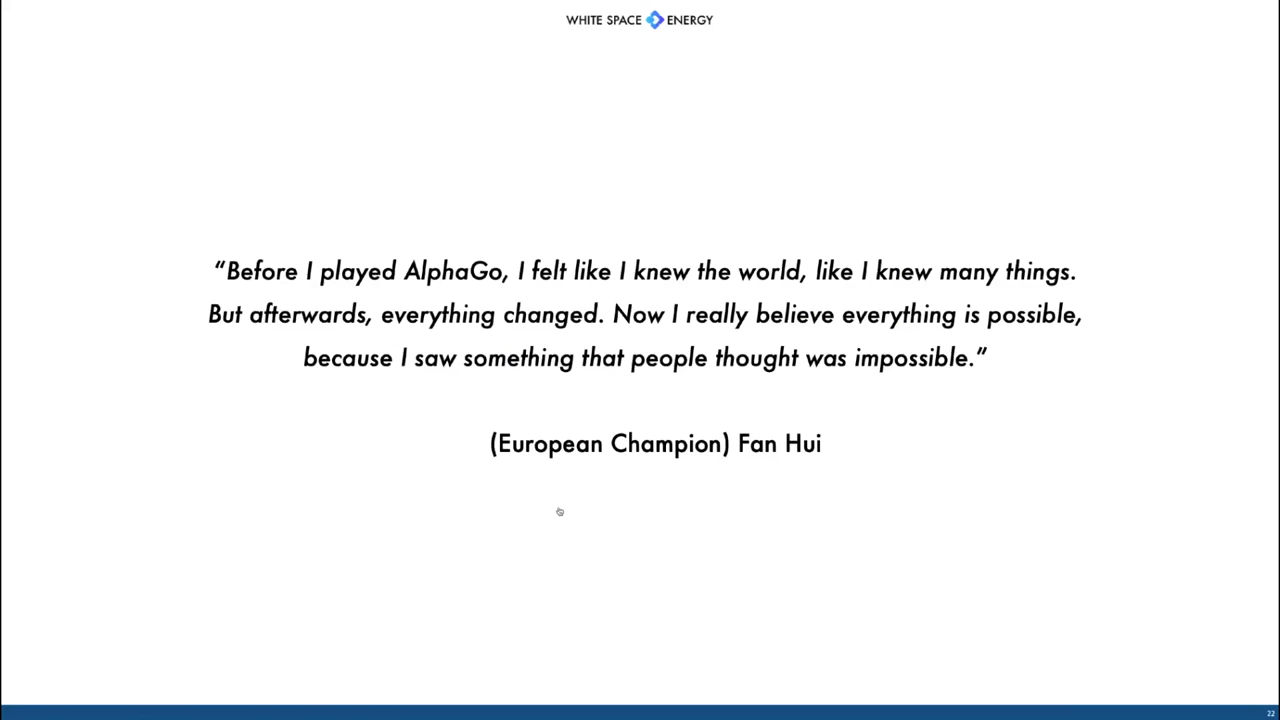 WHITE SPACE ENERGY
“Before I played AlphaGo, I felt like I knew the world, like I knew many things.
But afterwards, everything changed. Now I really believe everything is possible,
because I saw something that people thought was impossible.”
(European Champion) Fan Hui
22